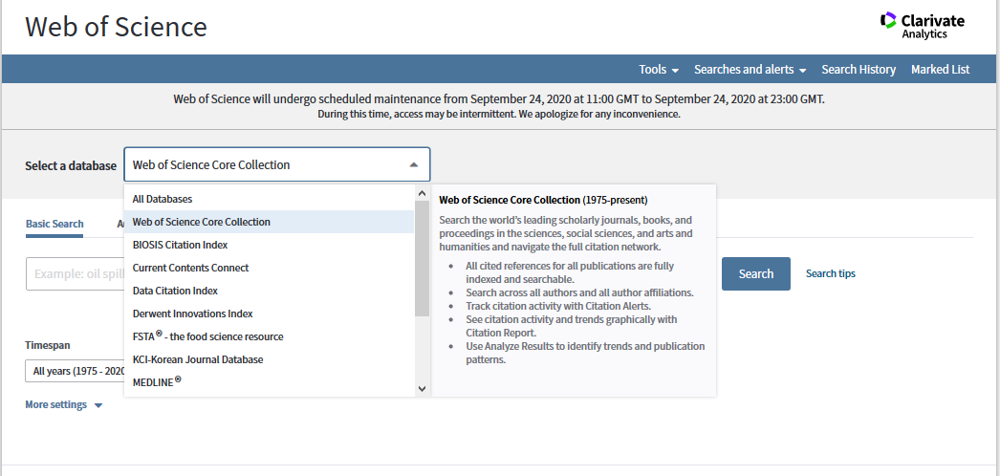 Web of Science
Clarivate
Analytics
Tools
Searches and alerts
Search History
Marked List
Web of Science will undergo scheduled maintenance from September 24, 2020 at 11:00 GMT to September 24, 2020 at 23:00 GMT.
During this time, access may be intermittent. We apologize for any inconvenience.
Select a database
Web of Science Core Collection
All Databases
Web of Science Core Collection
BIOSIS Citation Index
Current Contents Connect
Data Citation Index
Derwent Innovations Index
FSTA® - the food science resource
KCI-Korean Journal Database
MEDLINE®
Web of Science Core Collection (1975-present)
Search the world's leading scholarly journals, books, and
proceedings in the sciences, social sciences, and arts and
humanities and navigate the full citation network.
• All cited references for all publications are fully
indexed and searchable.
• Search across all authors and all author affiliations.
• Track citation activity with Citation Alerts.
• See citation activity and trends graphically with
Citation Report.
• Use Analyze Results to identify trends and publication
patterns.
Basic Search
Example: oil spill
Search
Search tips
Timespan
All years (1975 - 2020
More settings